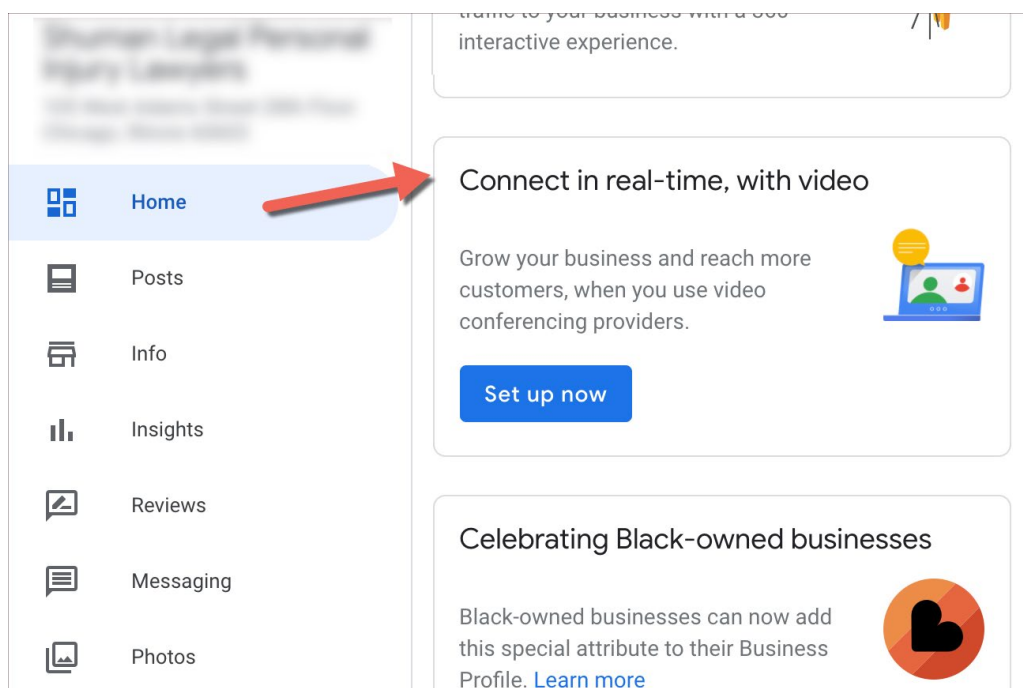 Home
Posts
Info
Insights
Reviews
Messaging
Photos
interactive experience.
Connect in real-time, with video
Grow your business and reach more
customers, when you use video
conferencing providers.
Set up now
Celebrating Black-owned businesses
Black-owned businesses can now add
this special attribute to their Business
Profile. Learn more